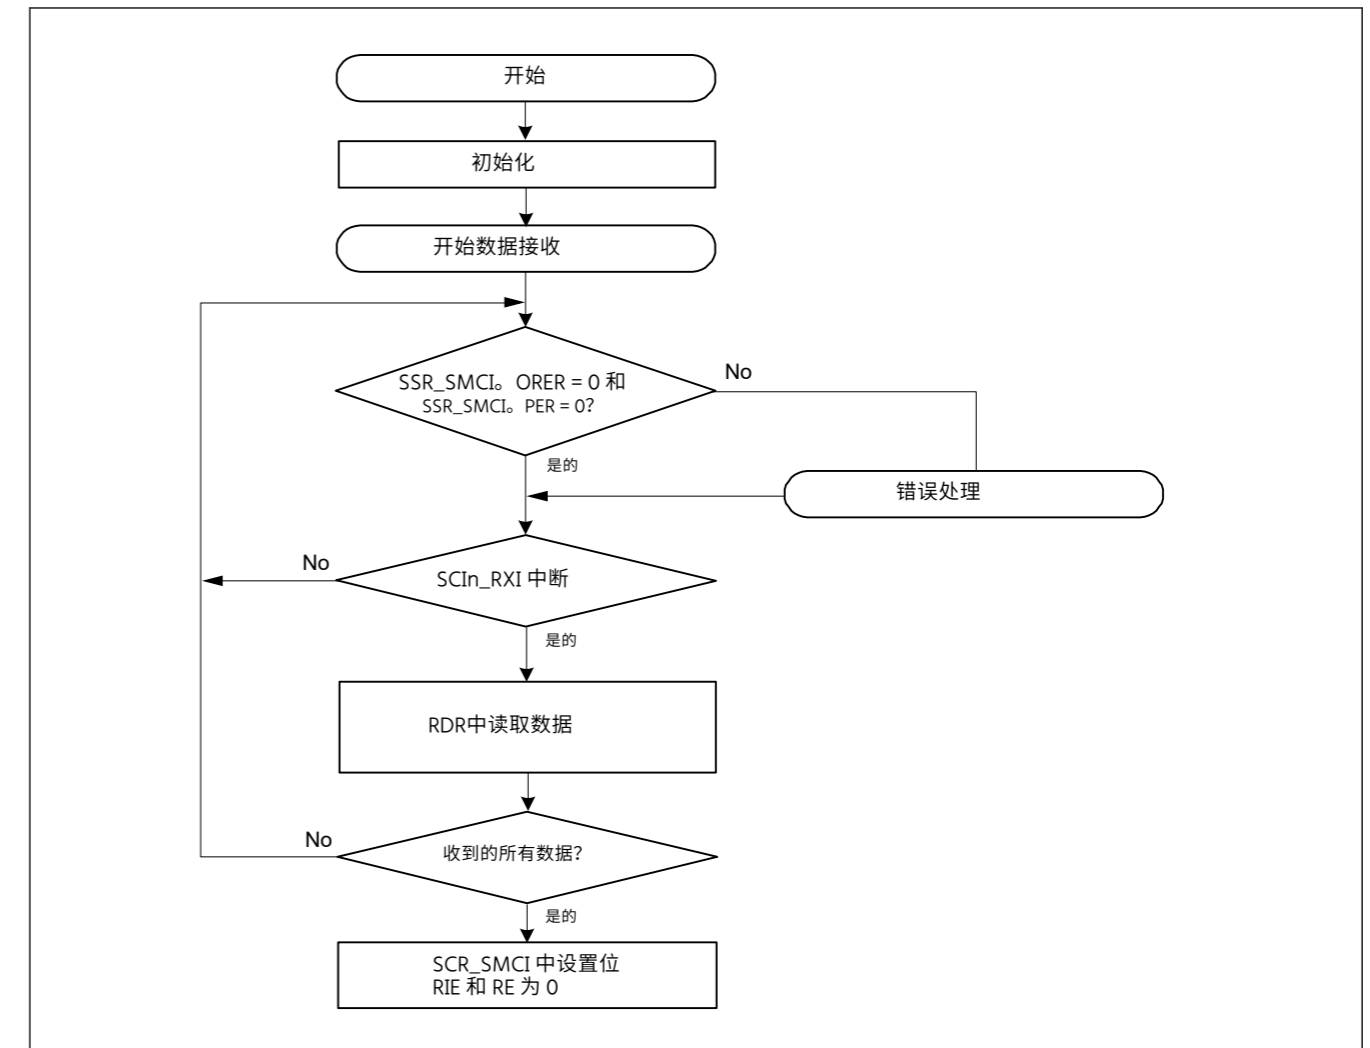 开始
初始化
开始数据接收
SSR_SMCI。ORER = 0 和
SSR_SMCI。PER = 0?
No
是的
错误处理
No
SCIn_RXI 中断
是的
RDR中读取数据
No
收到的所有数据?
是的
SCR_SMCI 中设置位
RIE 和 RE 为 0